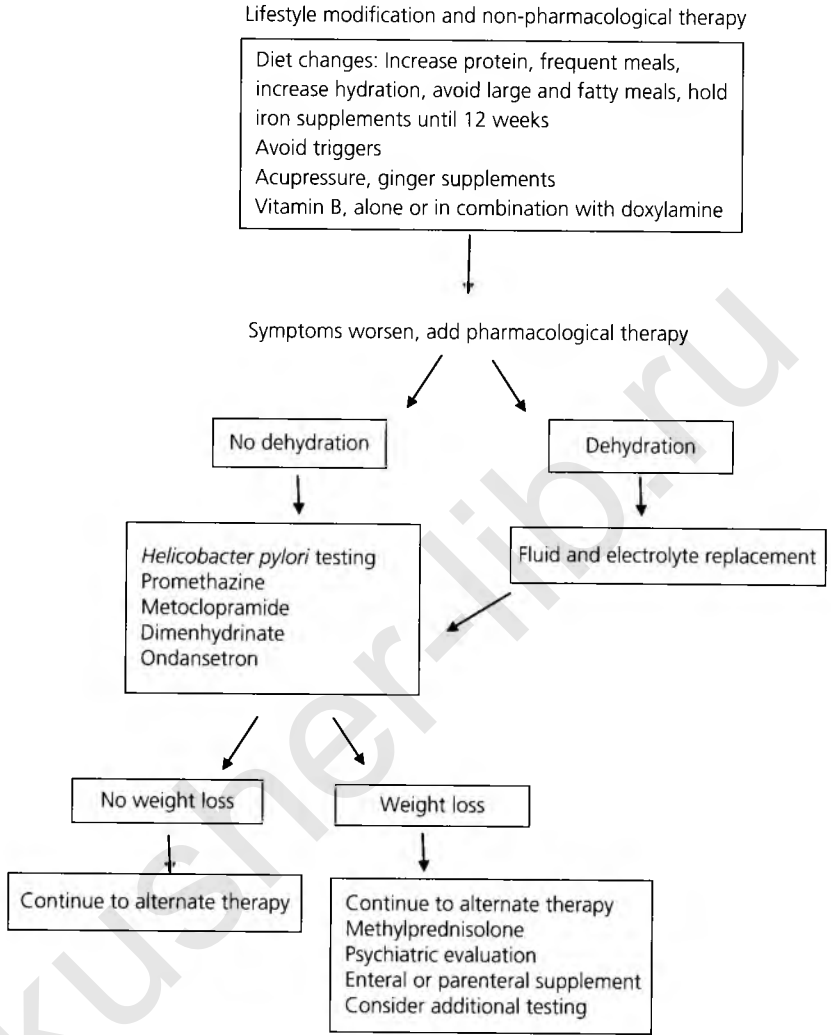 Lifestyle modification and non-pharmacological therapy
Diet changes: Increase protein, frequent meals,
increase hydration, avoid large and fatty meals, hold
iron supplements until 12 weeks
Avoid triggers
Acupressure, ginger supplements
Vitamin B, alone or in combination with doxylamine
Symptoms worsen, add pharmacological therapy
No dehydration
Dehydration
Helicobacter pylori testing
Promethazine
Metoclopramide
Dimenhydrinate
Ondansetron
Fluid and electrolyte replacement
No weight loss
Weight loss
Continue to alternate therapy
Continue to alternate therapy
Methylprednisolone
Psychiatric evaluation
Enteral or parenteral supplement
Consider additional testing
kusher-lib.ru